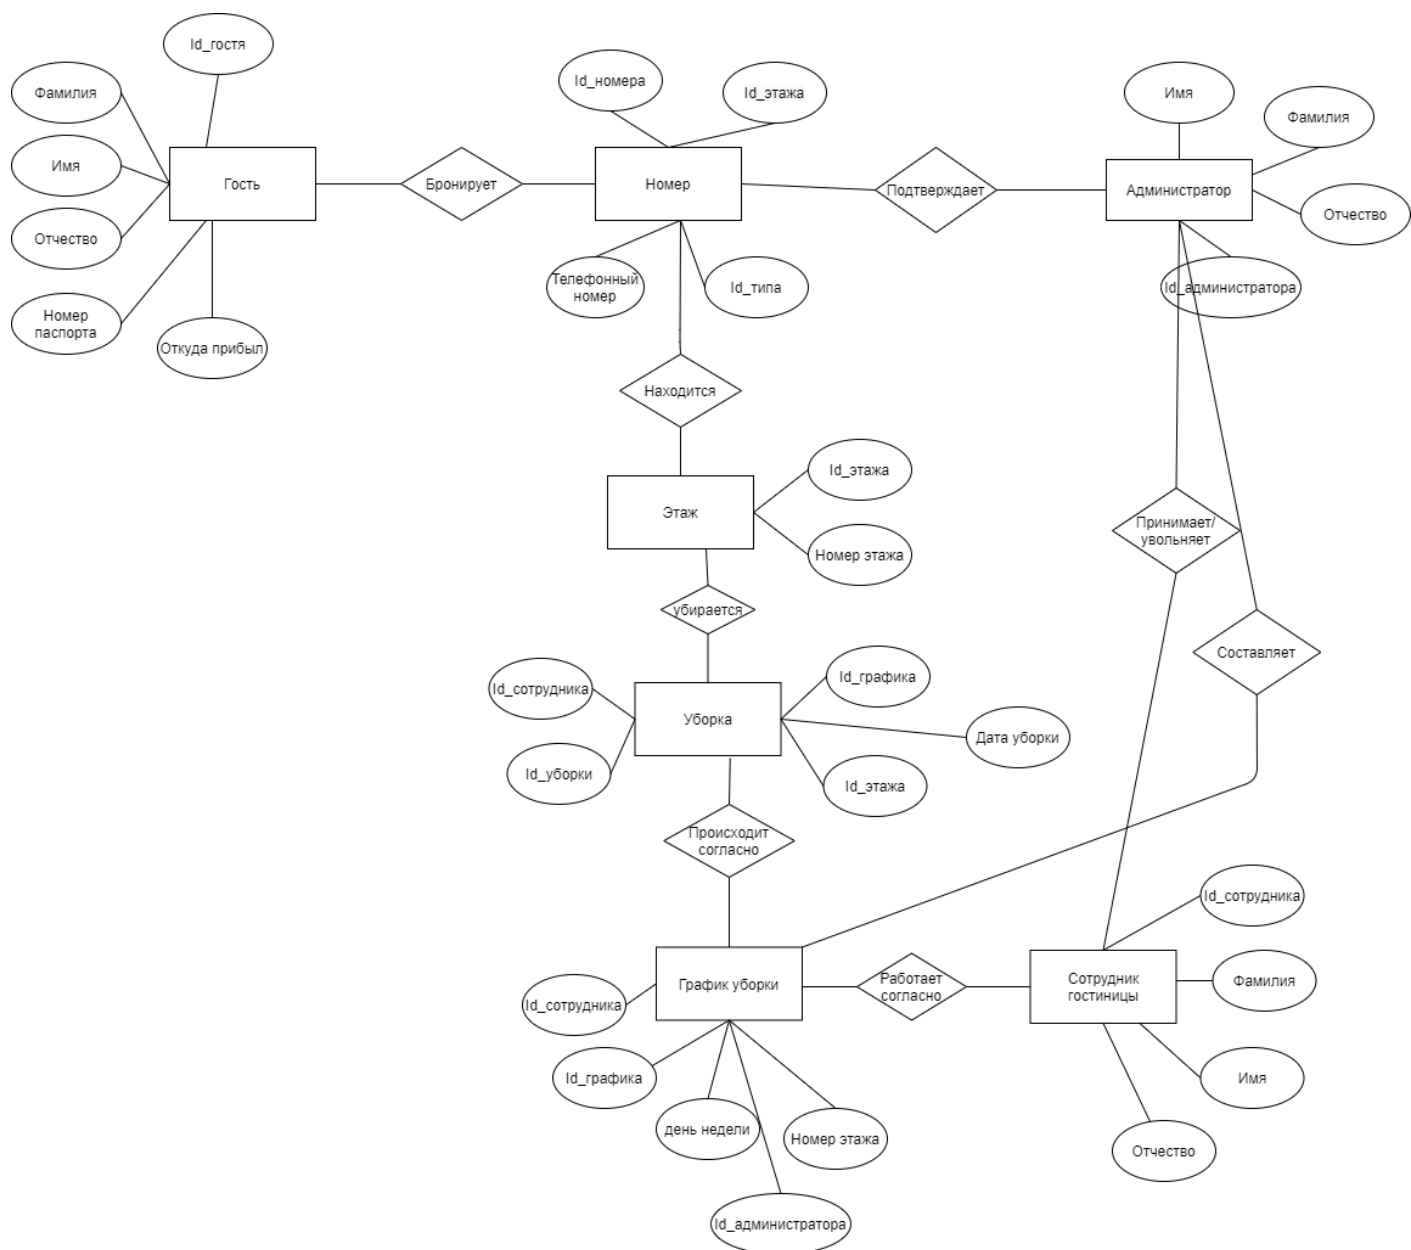 Id_гостя
Фамилия
Имя
Отчество
Номер
паспорта
Откуда прибыл
Гость
Бронирует
Id_номера
Id_этажа
Номер
Телефонный
номер
Id_типа
Подтверждает
Имя
Фамилия
Администратор
Отчество
Id_администратора
Находится
Этаж
Id_этажа
Номер этажа
Принимает/
увольняет
убирается
Составляет
Id_сотрудника
Id_уборки
Уборка
Id_графика
Дата уборки
Id_этажа
Происходит
согласно
График уборки
Id_сотрудника
Id_графика
день недели
Номер этажа
Id_администратора
Работает
согласно
Сотрудник
гостиницы
Id_сотрудника
Фамилия
Имя
Отчество